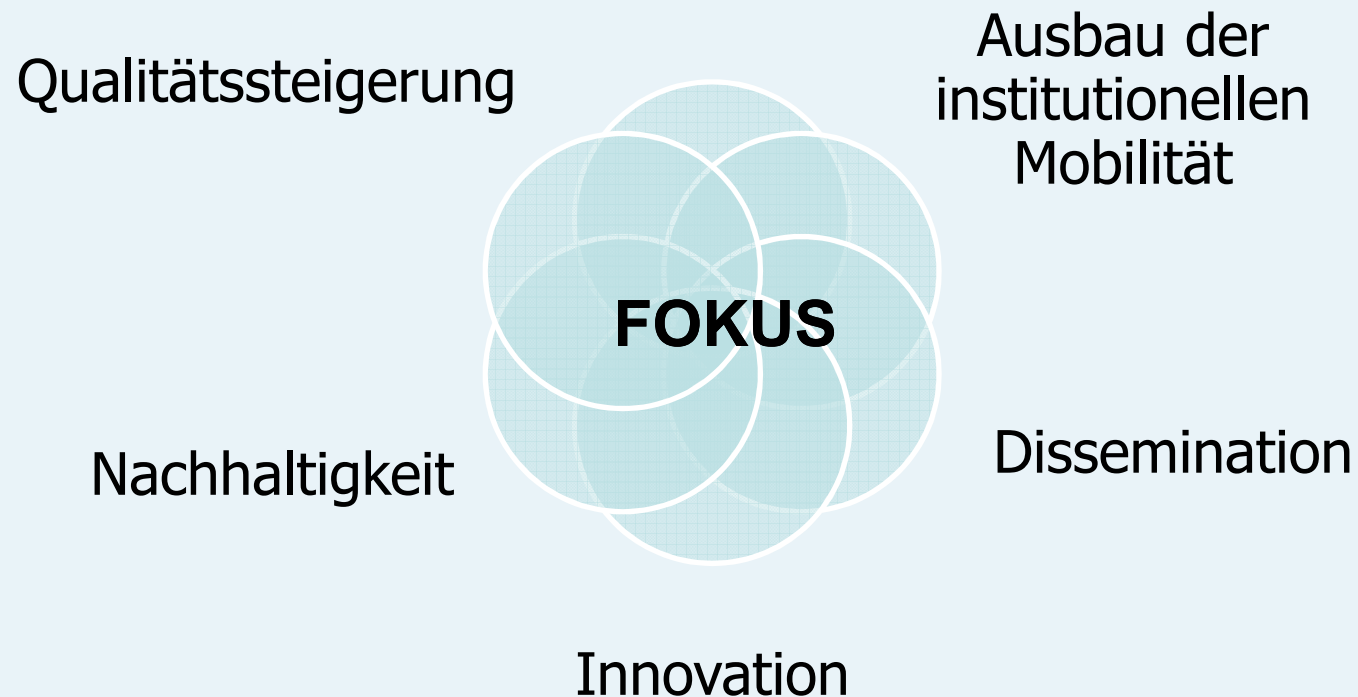 Qualitätssteigerung
Ausbau der
institutionellen
Mobilität
FOKUS
Nachhaltigkeit
Dissemination
Innovation